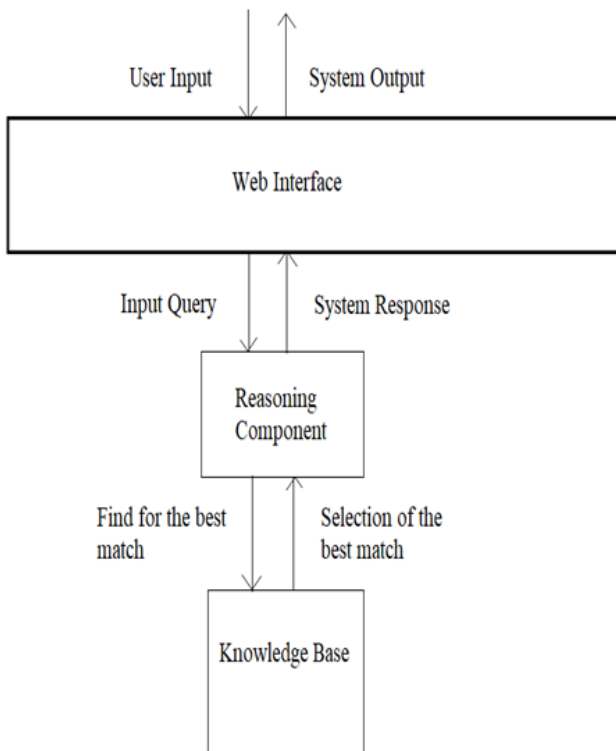 User Input
System Output
Web Interface
Input Query
System Response
Reasoning
Component
Find for the best
match
Selection of the
best match
Knowledge Base